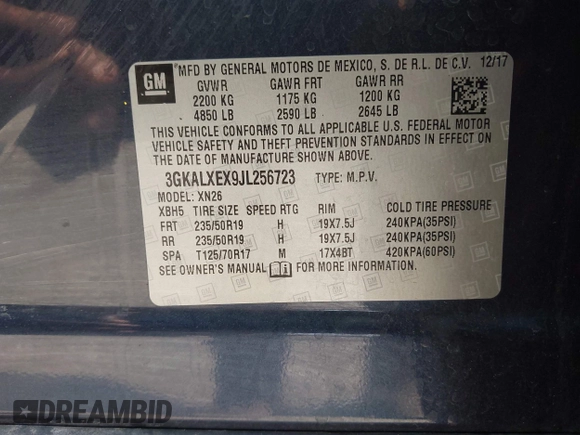 GM
MFD BY GENERAL MOTORS DE MEXICO, S. DE R.L. DE C.V. 12/17
GVWR GAWR FRT GAWR RR
2200 KG 1175 KG 1200 KG
4850 LB 2590 LB 2645 LB
THIS VEHICLE CONFORMS TO ALL APPLICABLE U.S. FEDERAL MOTOR
VEHICLE SAFETY AND THEFT PREVENTION STANDARDS IN EFFECT ON
THE DATE OF MANUFACTURE SHOWN ABOVE.
3GKALXEX9JL256723 TYPE: M.P.V.
MODEL: XN26
XBH5 TIRE SIZE SPEED RTG RIM COLD TIRE PRESSURE
FRT 235/50R19 H 19X7.5J 240KPA(35PSI)
RR 235/50R19 H 19X7.5J 240KPA(35PSI)
SPA T125/70R17 M 17X4BT 420KPA(60PSI)
SEE OWNER'S MANUAL FOR MORE INFORMATION.
DREAMBID